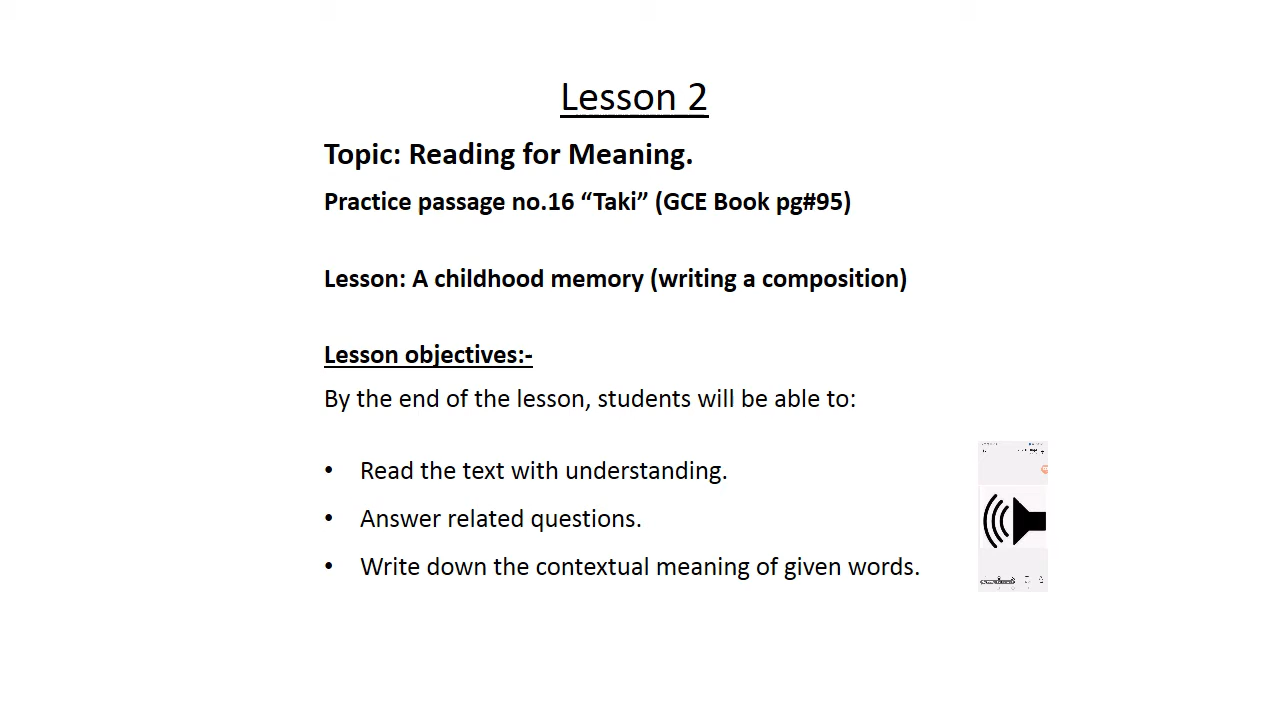 Lesson 2
Topic: Reading for Meaning.
Practice passage no.16 “Taki” (GCE Book pg#95)
Lesson: A childhood memory (writing a composition)
Lesson objectives:-
By the end of the lesson, students will be able to:
• Read the text with understanding.
• Answer related questions.
• Write down the contextual meaning of given words.